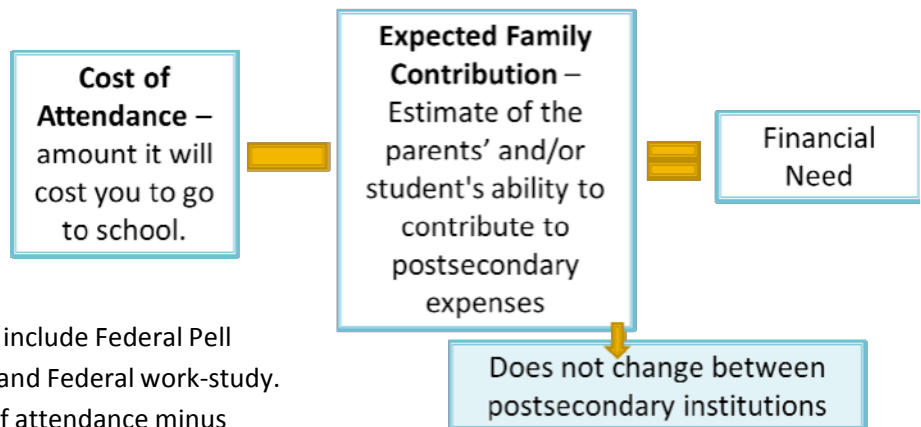 Cost of
Attendance –
amount it will
cost you to go
to school.
Expected Family
Contribution –
Estimate of the
parents’ and/or
student's ability to
contribute to
postsecondary
expenses
Financial
Need
Does not change between
postsecondary institutions
include Federal Pell
and Federal work-study.
f attendance minus